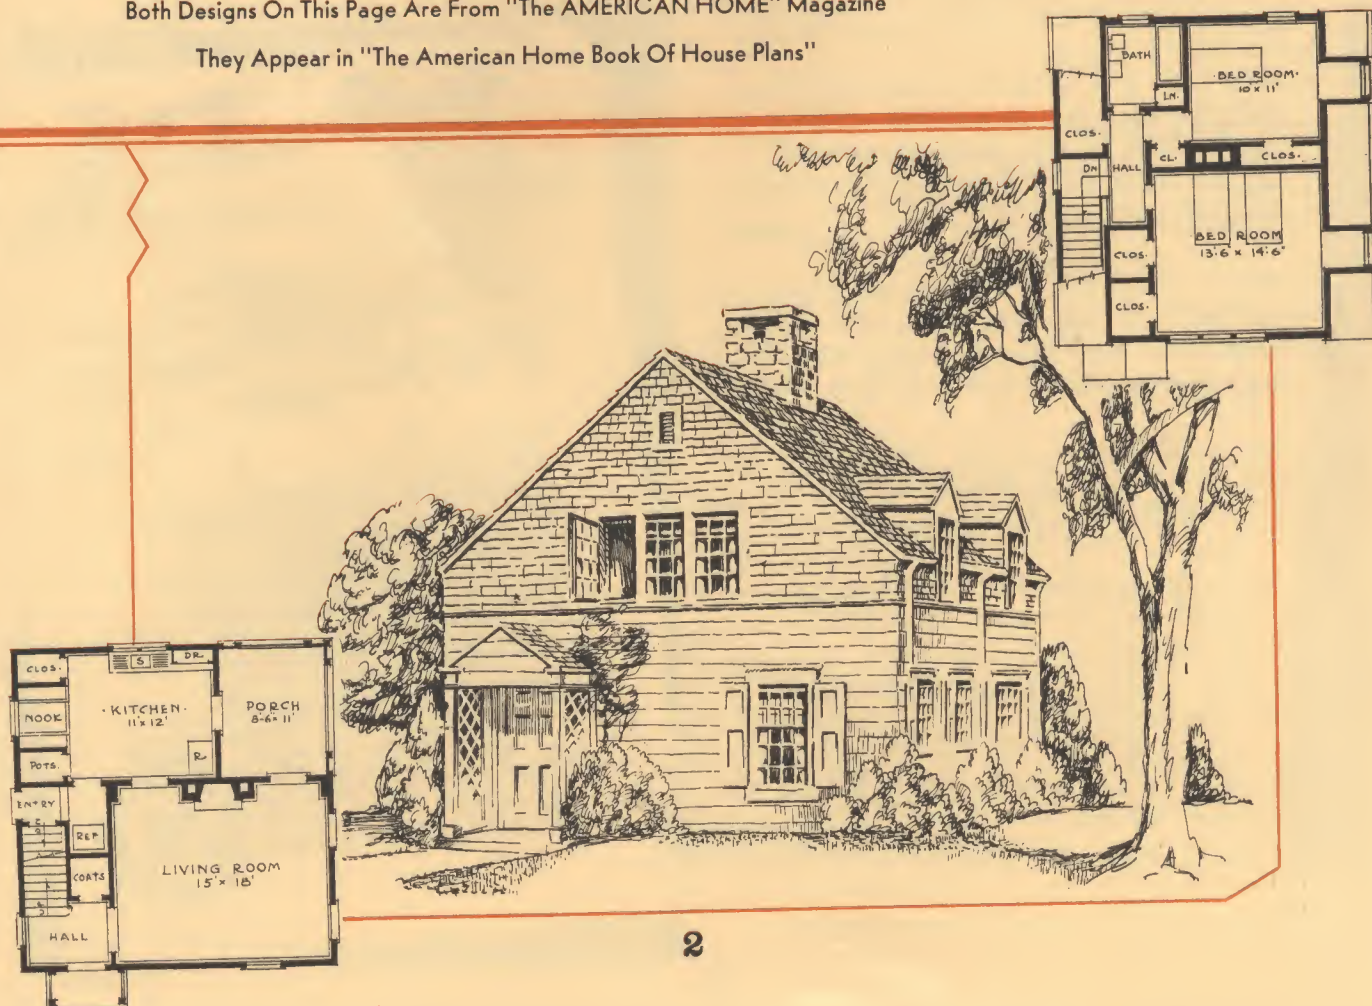 Both Designs On This Page Are From "The AMERICAN HOME" Magazine
They Appear in "The American Home Book Of House Plans"
BATH
BED ROOM
10' x 11'
LN.
CLOS.
CL.
CLOS.
DN
HALL
BED ROOM
13'-6 x 14'-6"
CLOS.
CLOS.
CLOS.
S
DR.
NOOK
KITCHEN
11' x 12'
PORCH
8'-6 x 11'
R.
POTS.
ENTRY
REF
COATS
LIVING ROOM
15' x 18'
HALL
2